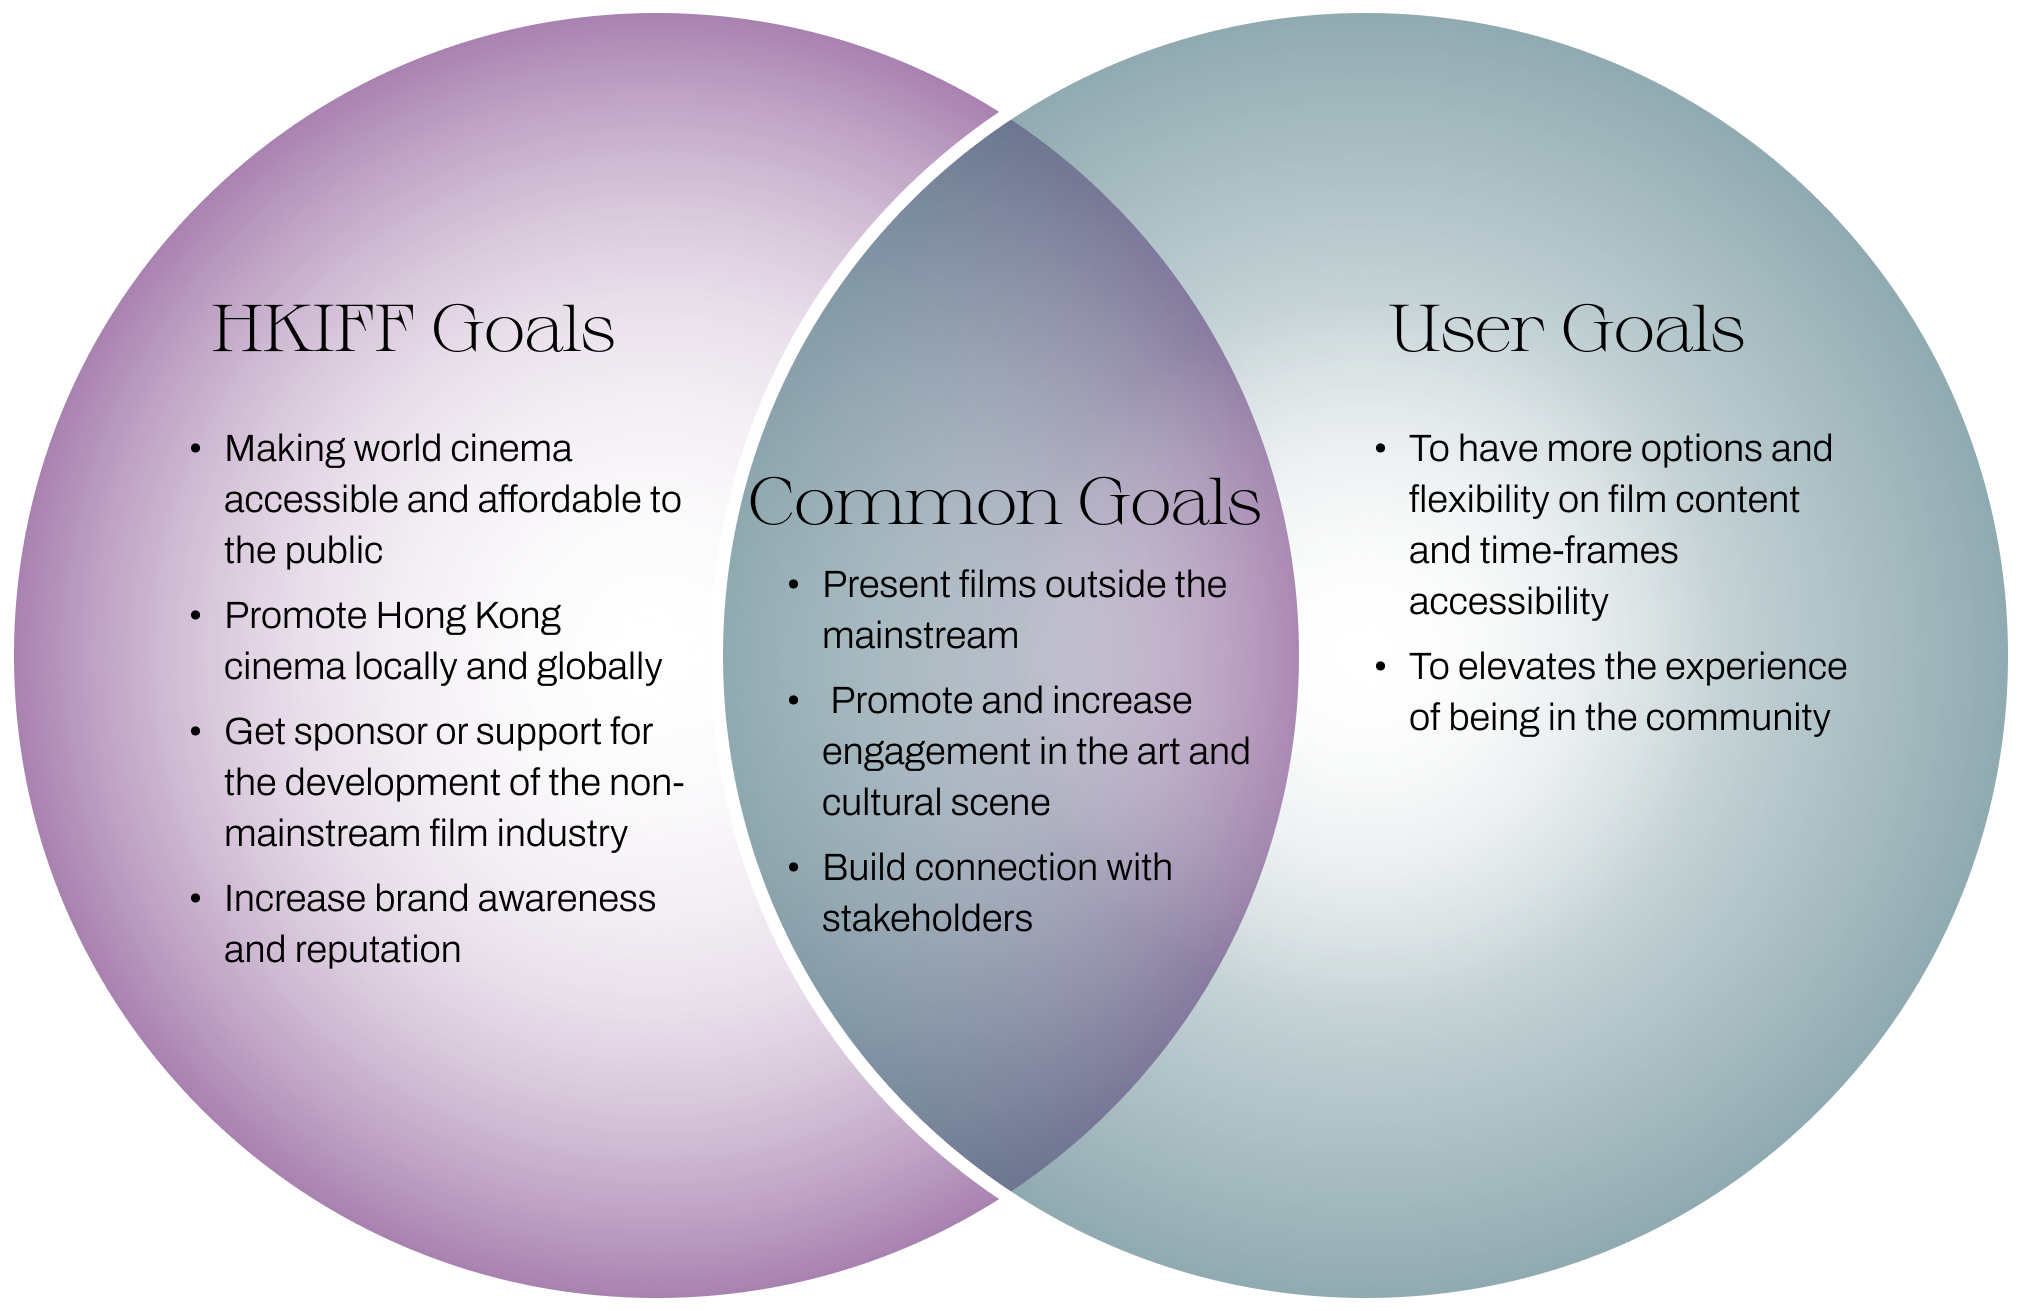 HKIFF Goals
• Making world cinema
accessible and affordable to
the public
• Promote Hong Kong
cinema locally and globally
• Get sponsor or support for
the development of the non-
mainstream film industry
• Increase brand awareness
and reputation
Common Goals
• Present films outside the
mainstream
• Promote and increase
engagement in the art and
cultural scene
• Build connection with
stakeholders
User Goals
• To have more options and
flexibility on film content
and time-frames
accessibility
• To elevates the experience
of being in the community